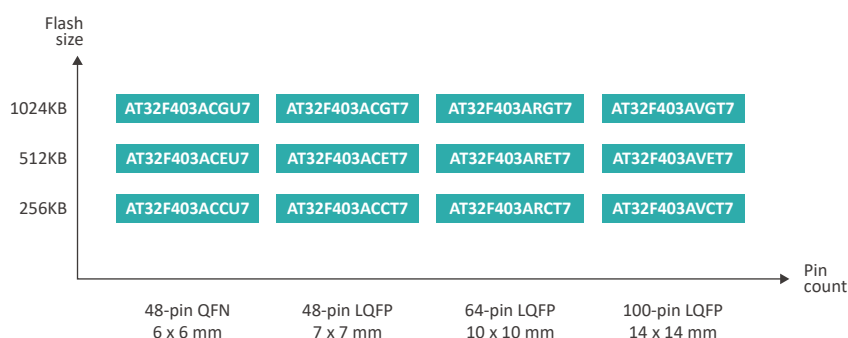 Flash
size
1024KB AT32F403ACGU7 AT32F403ACGT7 AT32F403ARGT7 AT32F403AVGT7
512KB AT32F403ACEU7 AT32F403ACET7 AT32F403ARET7 AT32F403AVET7
256KB AT32F403ACCU7 AT32F403ACCT7 AT32F403ARCT7 AT32F403AVCT7
Pin
count
48-pin QFN 48-pin LQFP 64-pin LQFP 100-pin LQFP
6 x 6 mm 7 x 7 mm 10 x 10 mm 14 x 14 mm